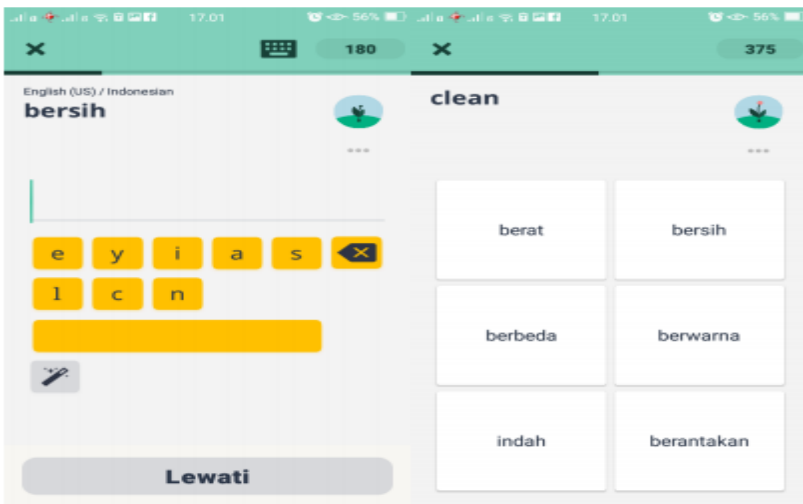 17.01 56%
180
English (US) / Indonesian
bersih
e y i a s
l c n
Lewati
17.01 56%
375
clean
berat bersih
berbeda berwarna
indah berantakan